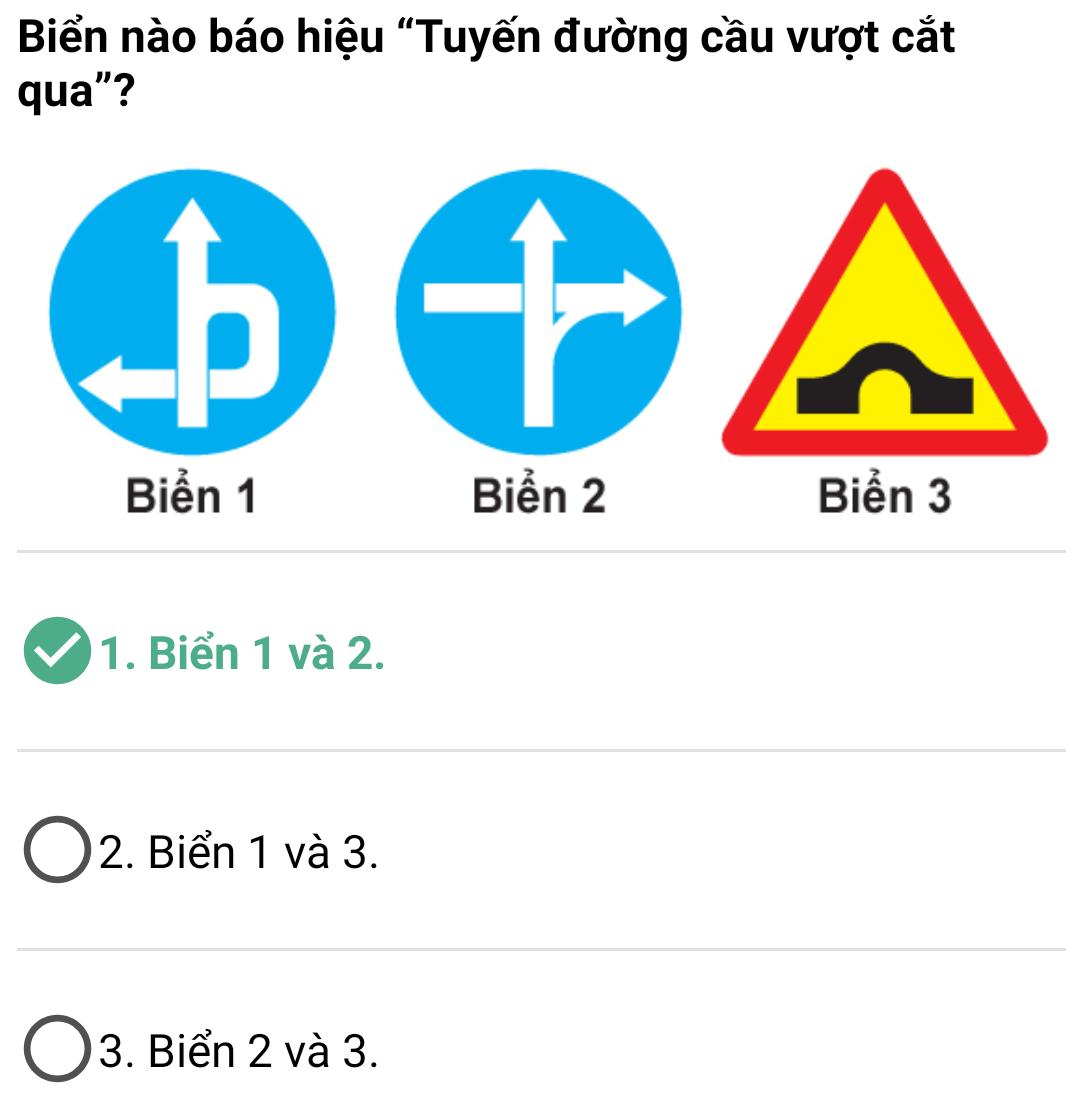 Biển nào báo hiệu “Tuyến đường cầu vượt cắt
qua”?
Biển 1
Biển 2
Biển 3
1. Biển 1 và 2.
2. Biển 1 và 3.
3. Biển 2 và 3.